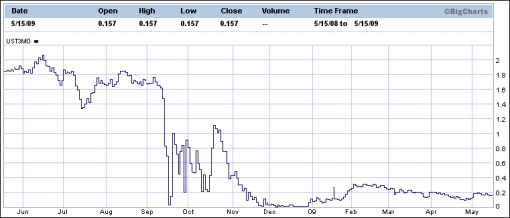 Date Open High Low Close Volume Time Frame ©BigCharts
5/15/09 0.157 0.157 0.157 0.157 -- 5/15/08 to 5/15/09
UST3MO
2
1.8
1.6
1.4
1.2
1
0.8
0.6
0.4
0.2
0
Jun Jul Aug Sep Oct Nov Dec 09 Feb Mar Apr May